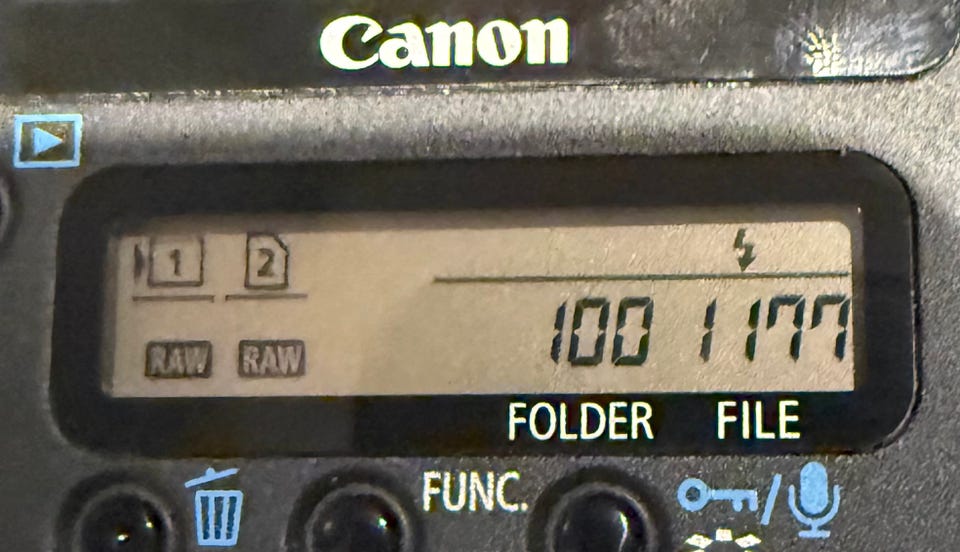 Canon
1 2
RAW RAW 100 1177
FOLDER FILE
FUNC.